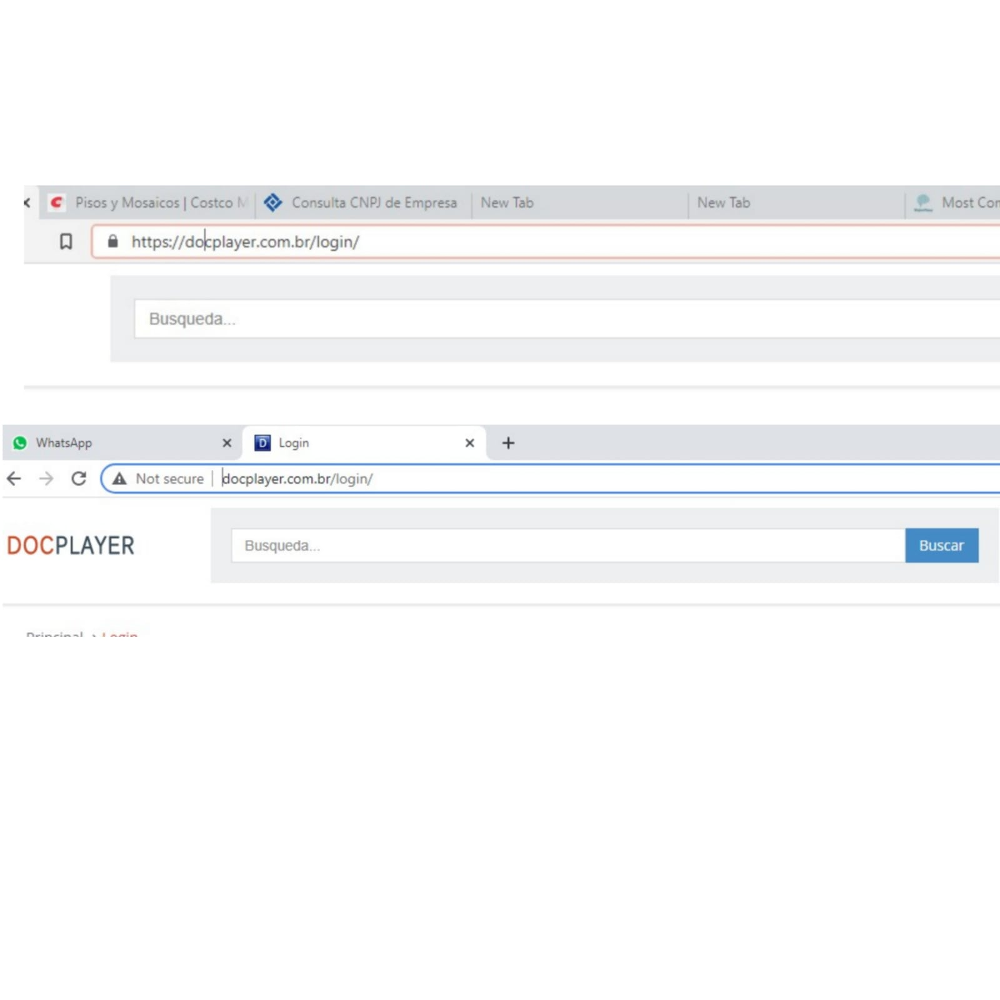 Pisos y Mosaicos | Costco M
Consulta CNPJ de Empresa
New Tab
New Tab
Most Con
https://docplayer.com.br/login/
Busqueda...
WhatsApp
Login
Not secure
docplayer.com.br/login/
DOCPLAYER
Busqueda...
Buscar
Principal > Login